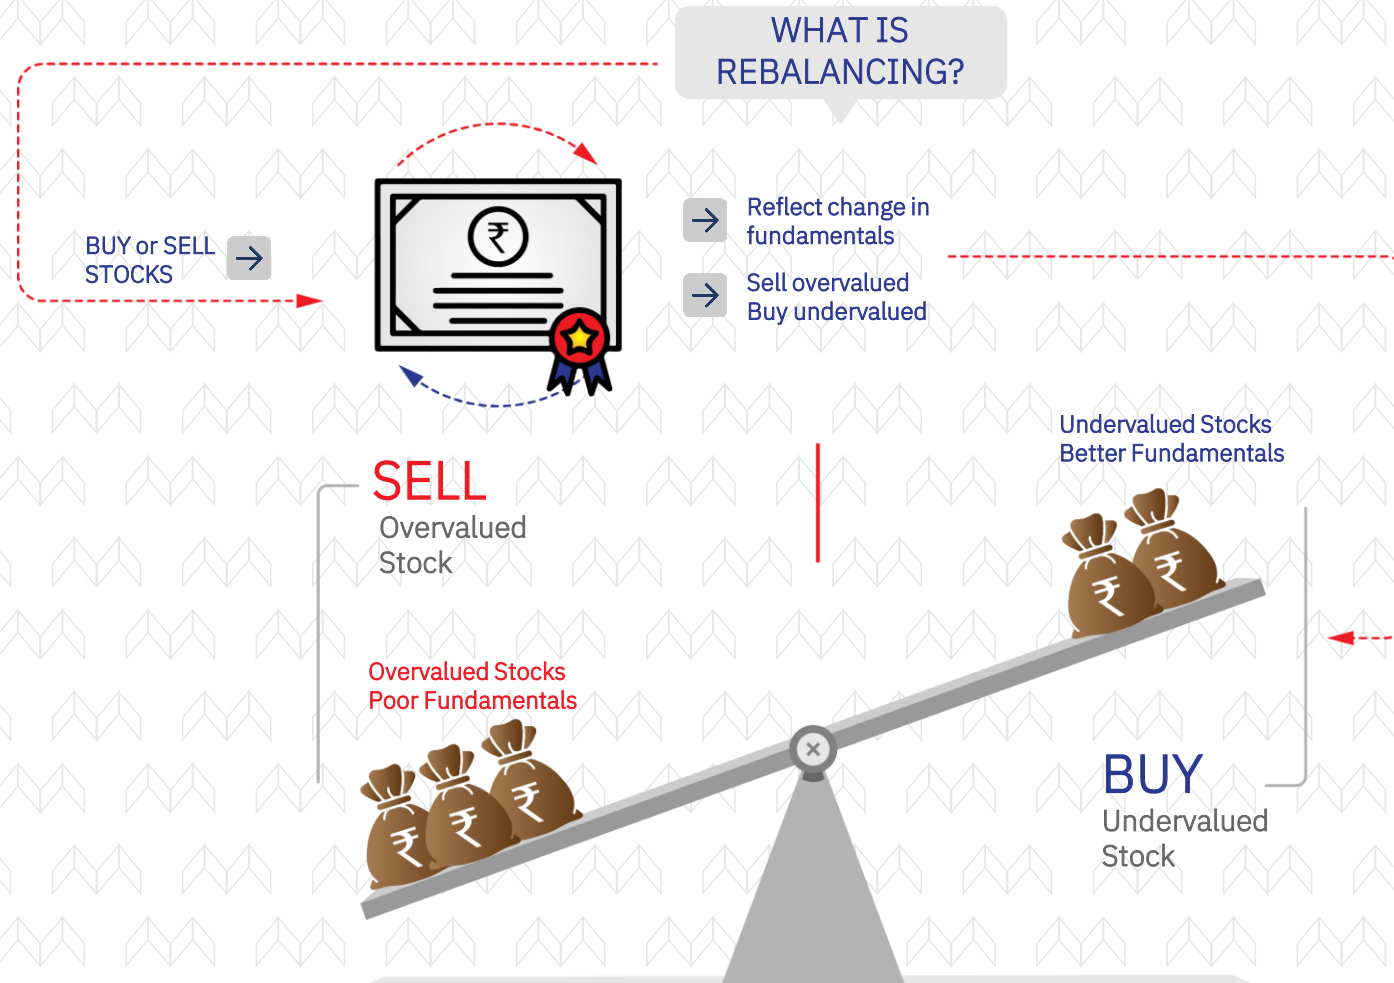 WHAT IS
REBALANCING?
BUY or SELL
STOCKS
₹
Reflect change in
fundamentals
Sell overvalued
Buy undervalued
SELL
Overvalued
Stock
Undervalued Stocks
Better Fundamentals
₹ ₹
Overvalued Stocks
Poor Fundamentals
₹ ₹ ₹
BUY
Undervalued
Stock